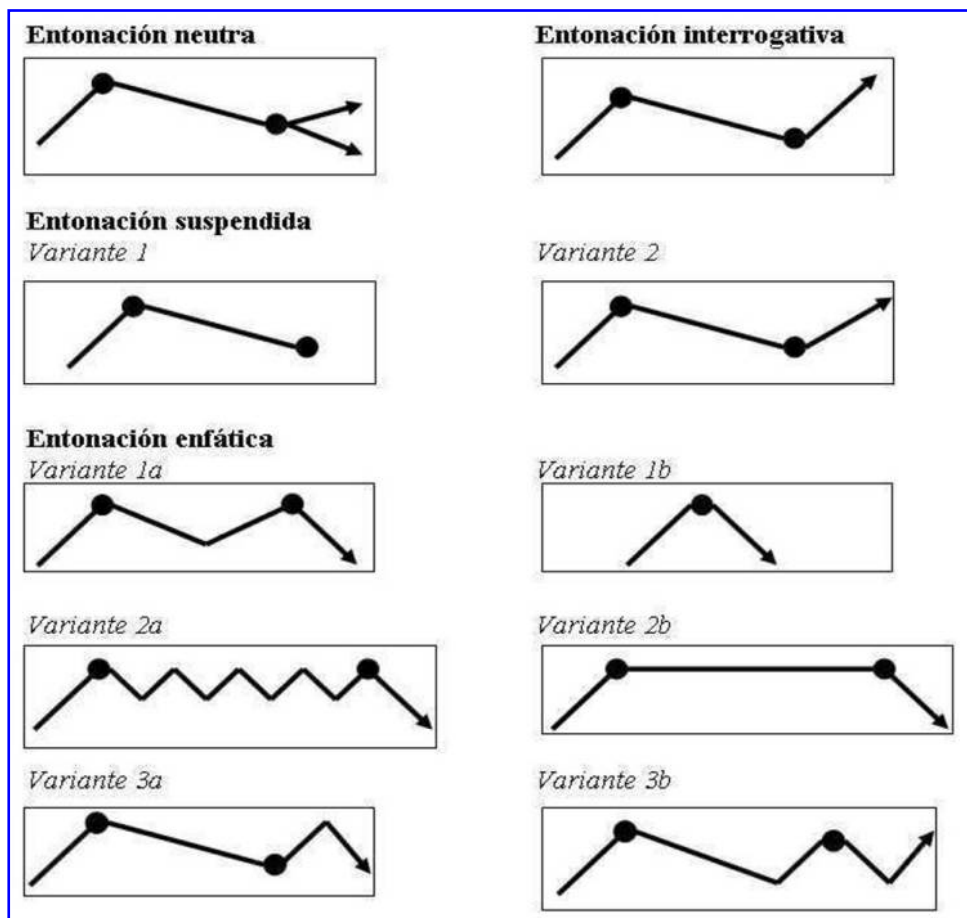 Entonación neutra
Entonación interrogativa
Entonación suspendida
Variante 1
Variante 2
Entonación enfática
Variante 1a
Variante 1b
Variante 2a
Variante 2b
Variante 3a
Variante 3b